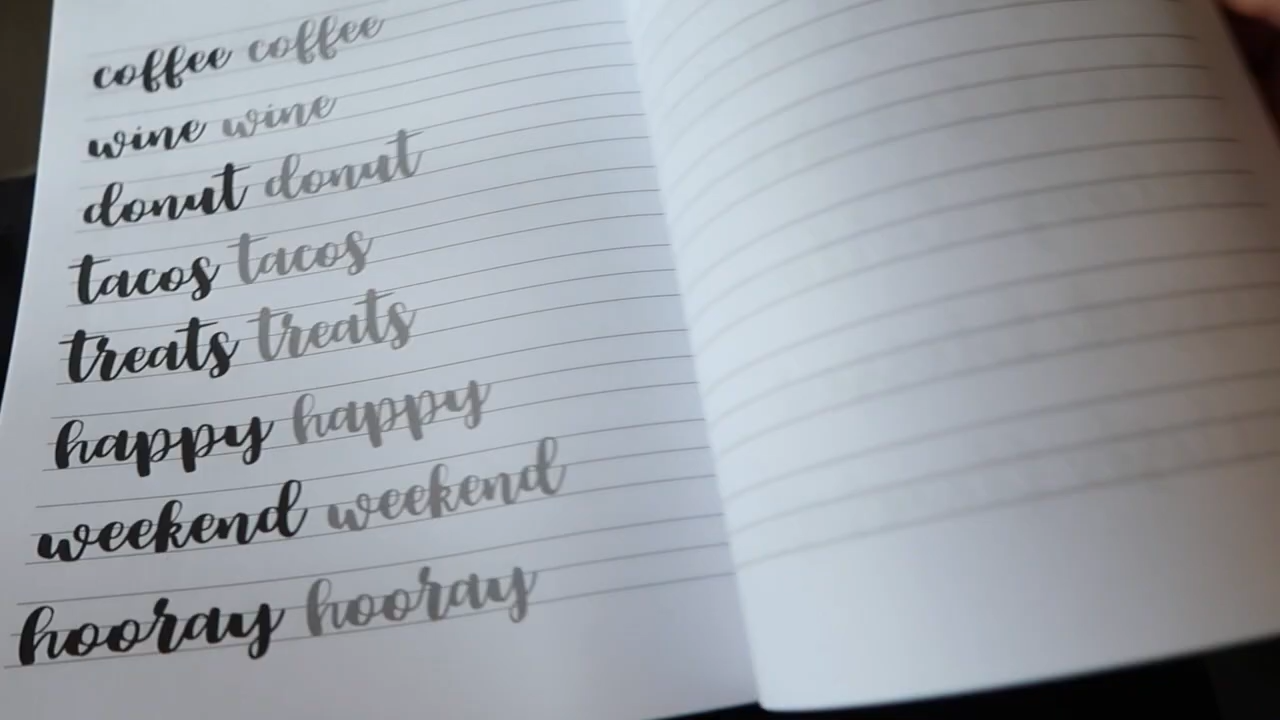 coffee coffee
wine wine
donut donut
tacos tacos
treats treats
happy happy
weekend weekend
hooray hooray